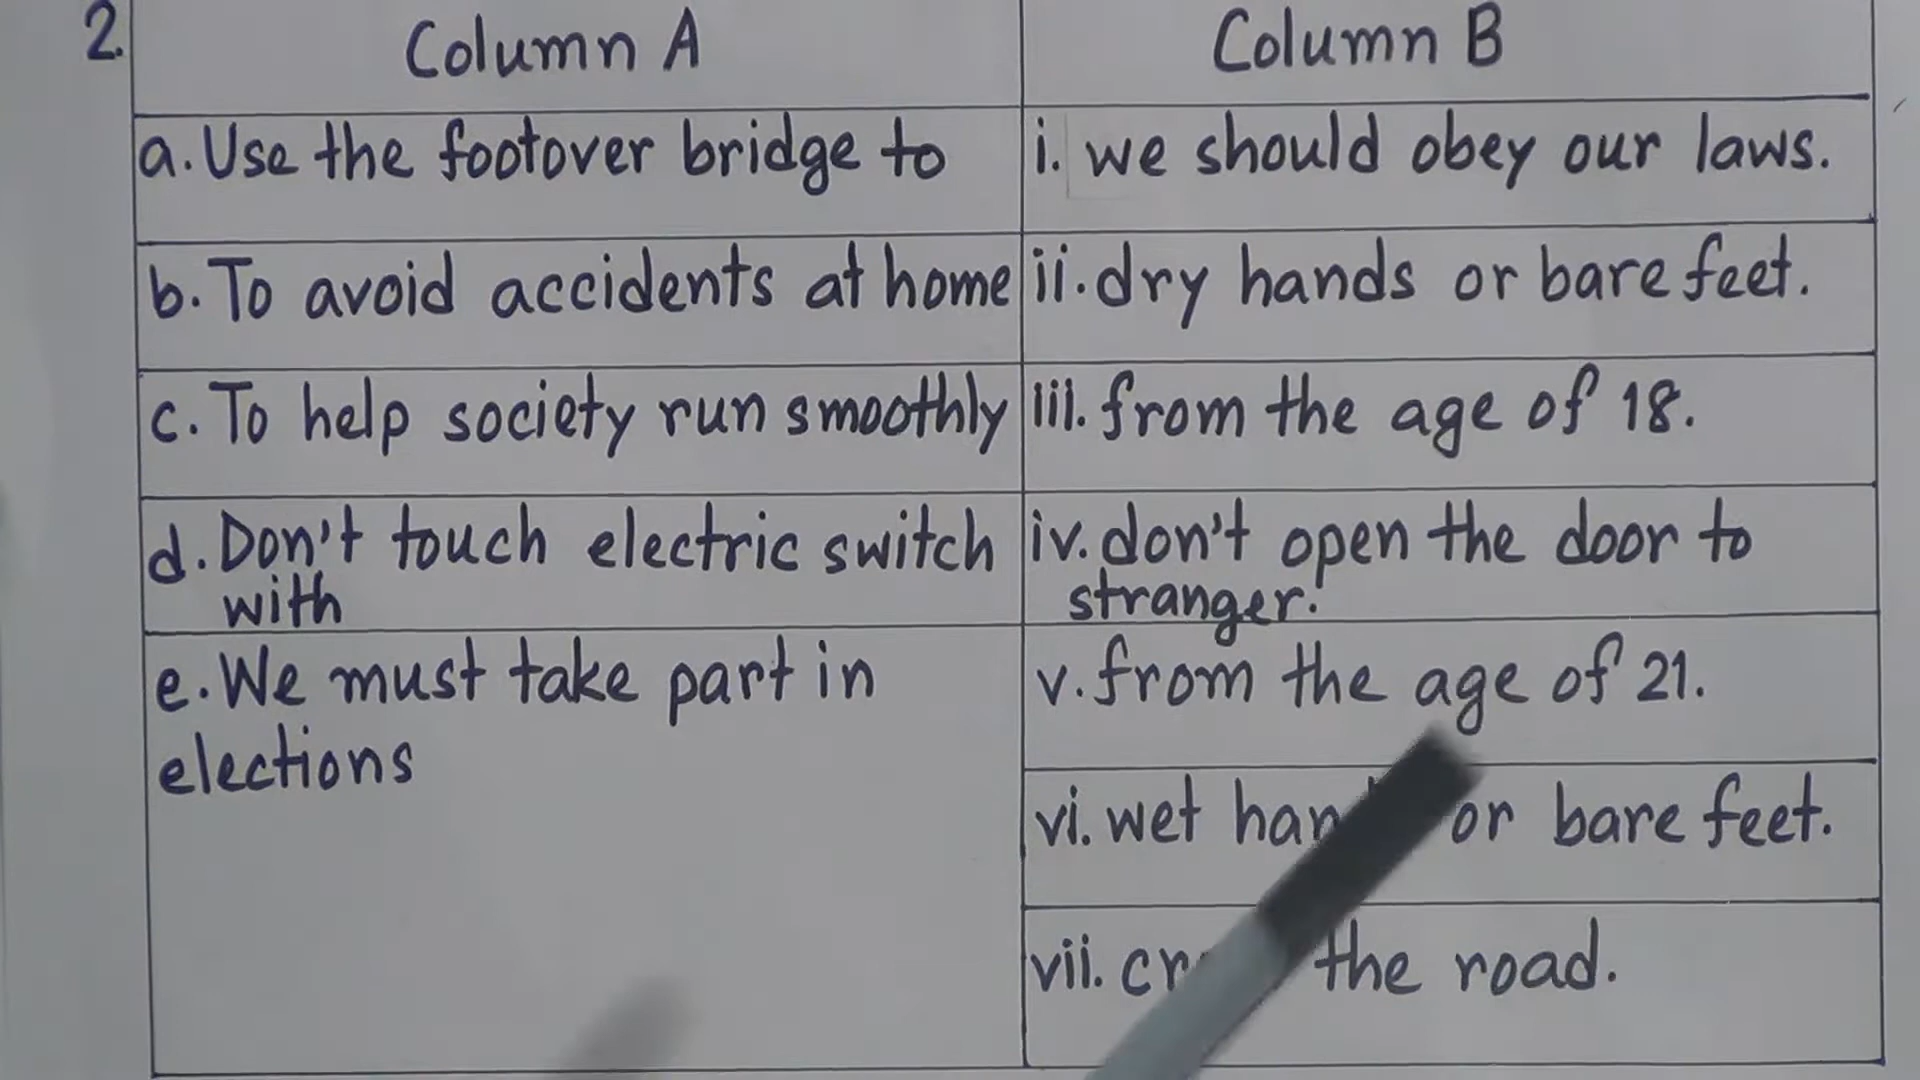 2.
Column A
Column B
a. Use the footover bridge to
i. we should obey our laws.
b. To avoid accidents at home
ii. dry hands or bare feet.
c. To help society run smoothly
iii. from the age of 18.
d. Don't touch electric switch
with
iv. don't open the door to
stranger.
e. We must take part in
elections
v. from the age of 21.
vi. wet or bare feet.
vii. the road.